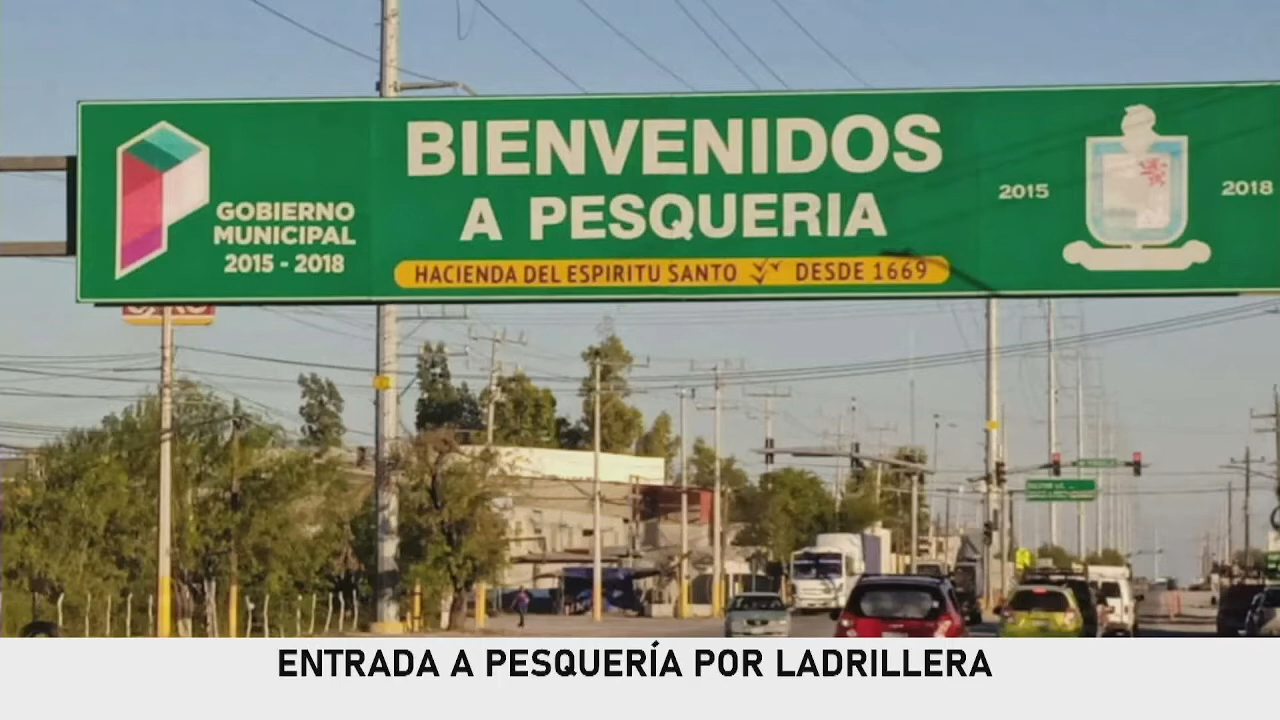 BIENVENIDOS
A PESQUERIA
HACIENDA DEL ESPIRITU SANTO DESDE 1669
GOBIERNO
MUNICIPAL
2015 - 2018
2015
2018
ENTRADA A PESQUERÍA POR LADRILLERA